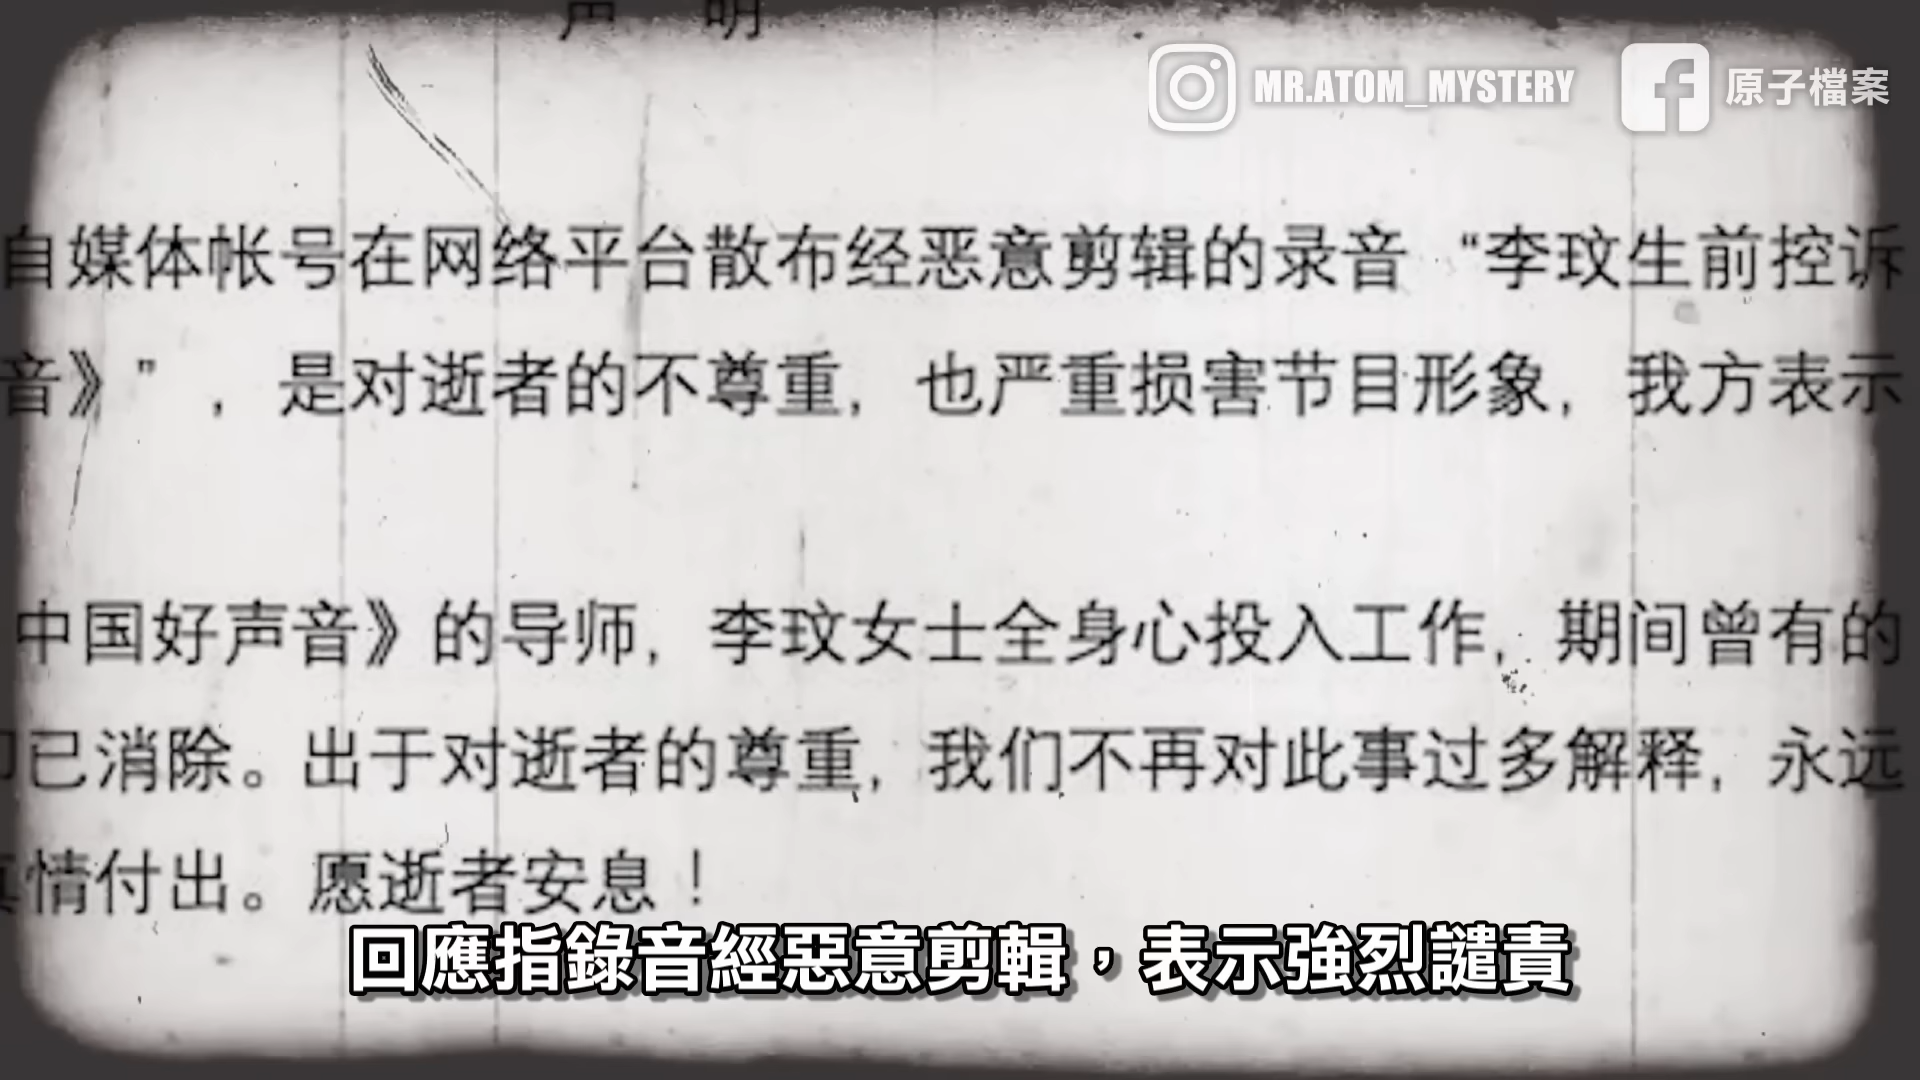 声 明
MR.ATOM_MYSTERY
原子檔案
自媒体帐号在网络平台散布经恶意剪辑的录音“李玟生前控诉
音》”，是对逝者的不尊重，也严重损害节目形象，我方表示
中国好声音》的导师，李玟女士全身心投入工作，期间曾有的
已消除。出于对逝者的尊重，我们不再对此事过多解释，永远
真情付出。愿逝者安息！
回應指錄音經惡意剪輯，表示強烈譴責